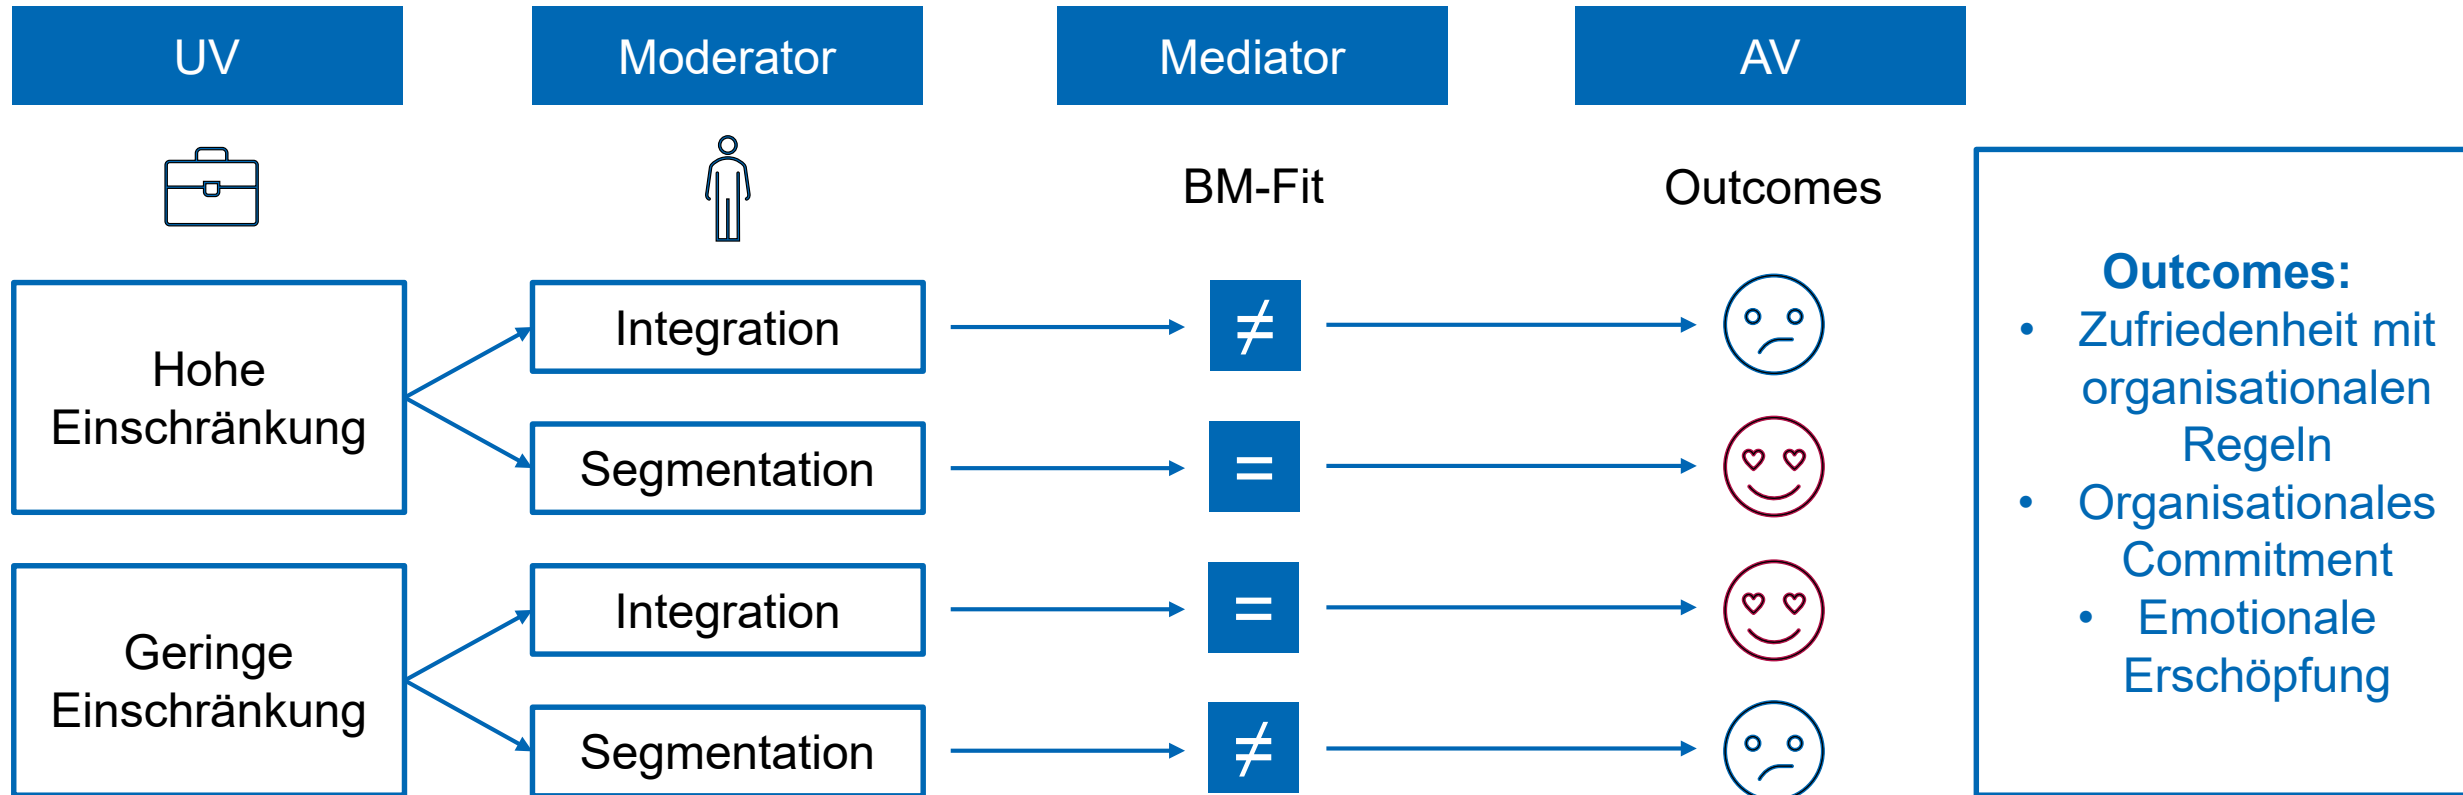 UV
Moderator
Mediator
AV
BM-Fit
Outcomes
Hohe
Einschränkung
Integration
≠
Segmentation
=
Geringe
Einschränkung
Integration
=
Segmentation
≠
Outcomes:
• Zufriedenheit mit
organisationalen
Regeln
• Organisationales
Commitment
• Emotionale
Erschöpfung